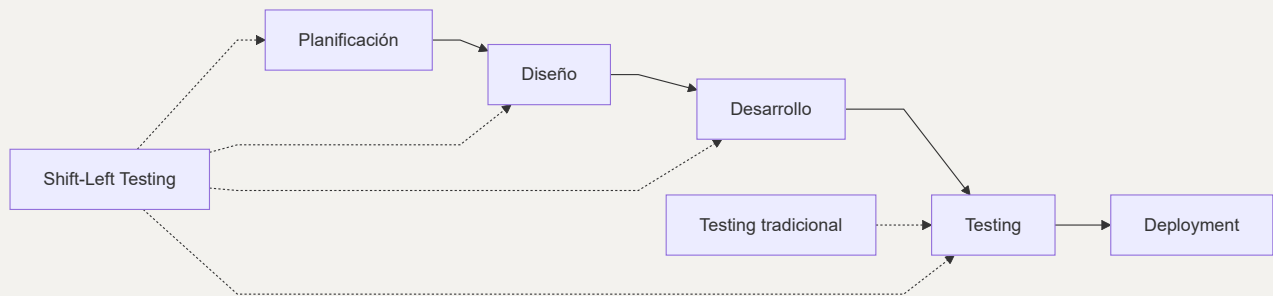 Planificación
Diseño
Desarrollo
Shift-Left Testing
Testing tradicional
Testing
Deployment